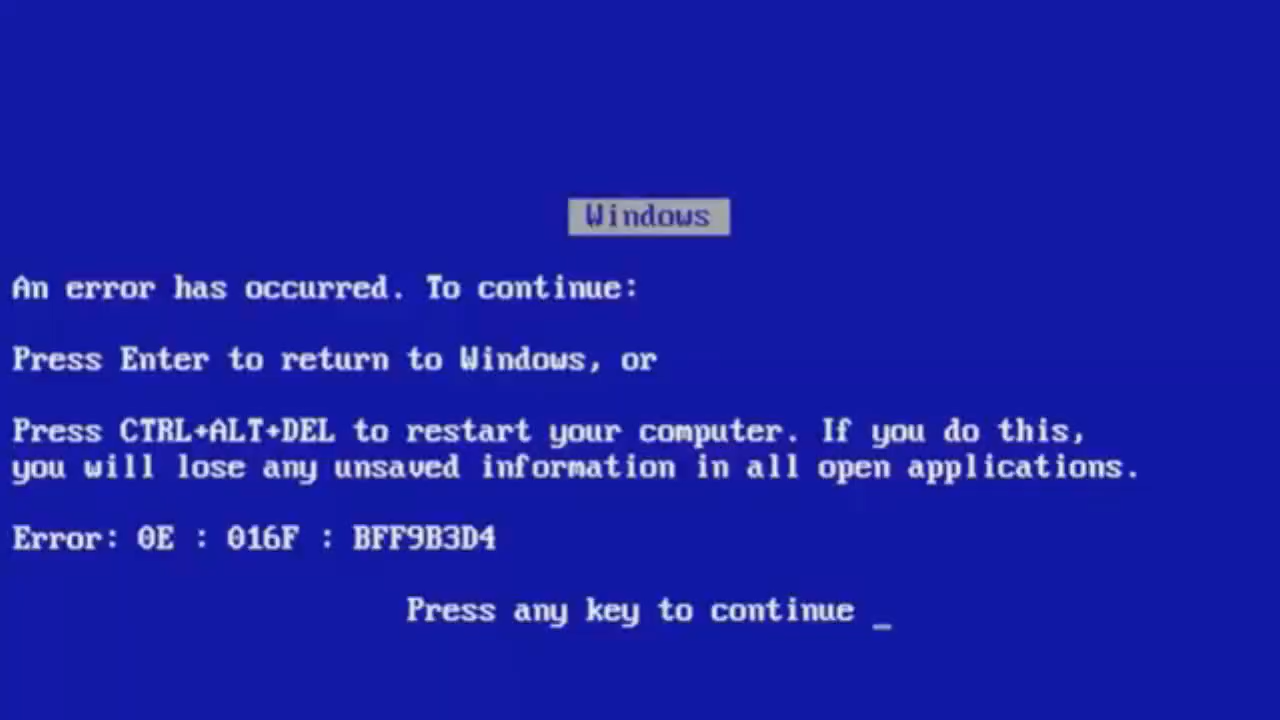 Windows
An error has occurred. To continue:
Press Enter to return to Windows, or
Press CTRL+ALT+DEL to restart your computer. If you do this,
you will lose any unsaved information in all open applications.
Error: 0E : 016F : BFF9B3D4
Press any key to continue _